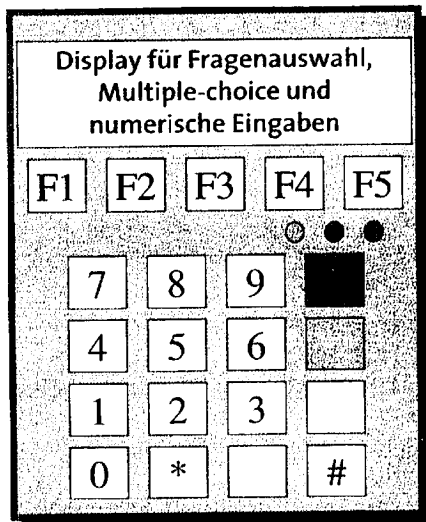 Display für Fragenauswahl,
Multiple-choice und
numerische Eingaben
F1 F2 F3 F4 F5
7 8 9
4 5 6
1 2 3
0 * #